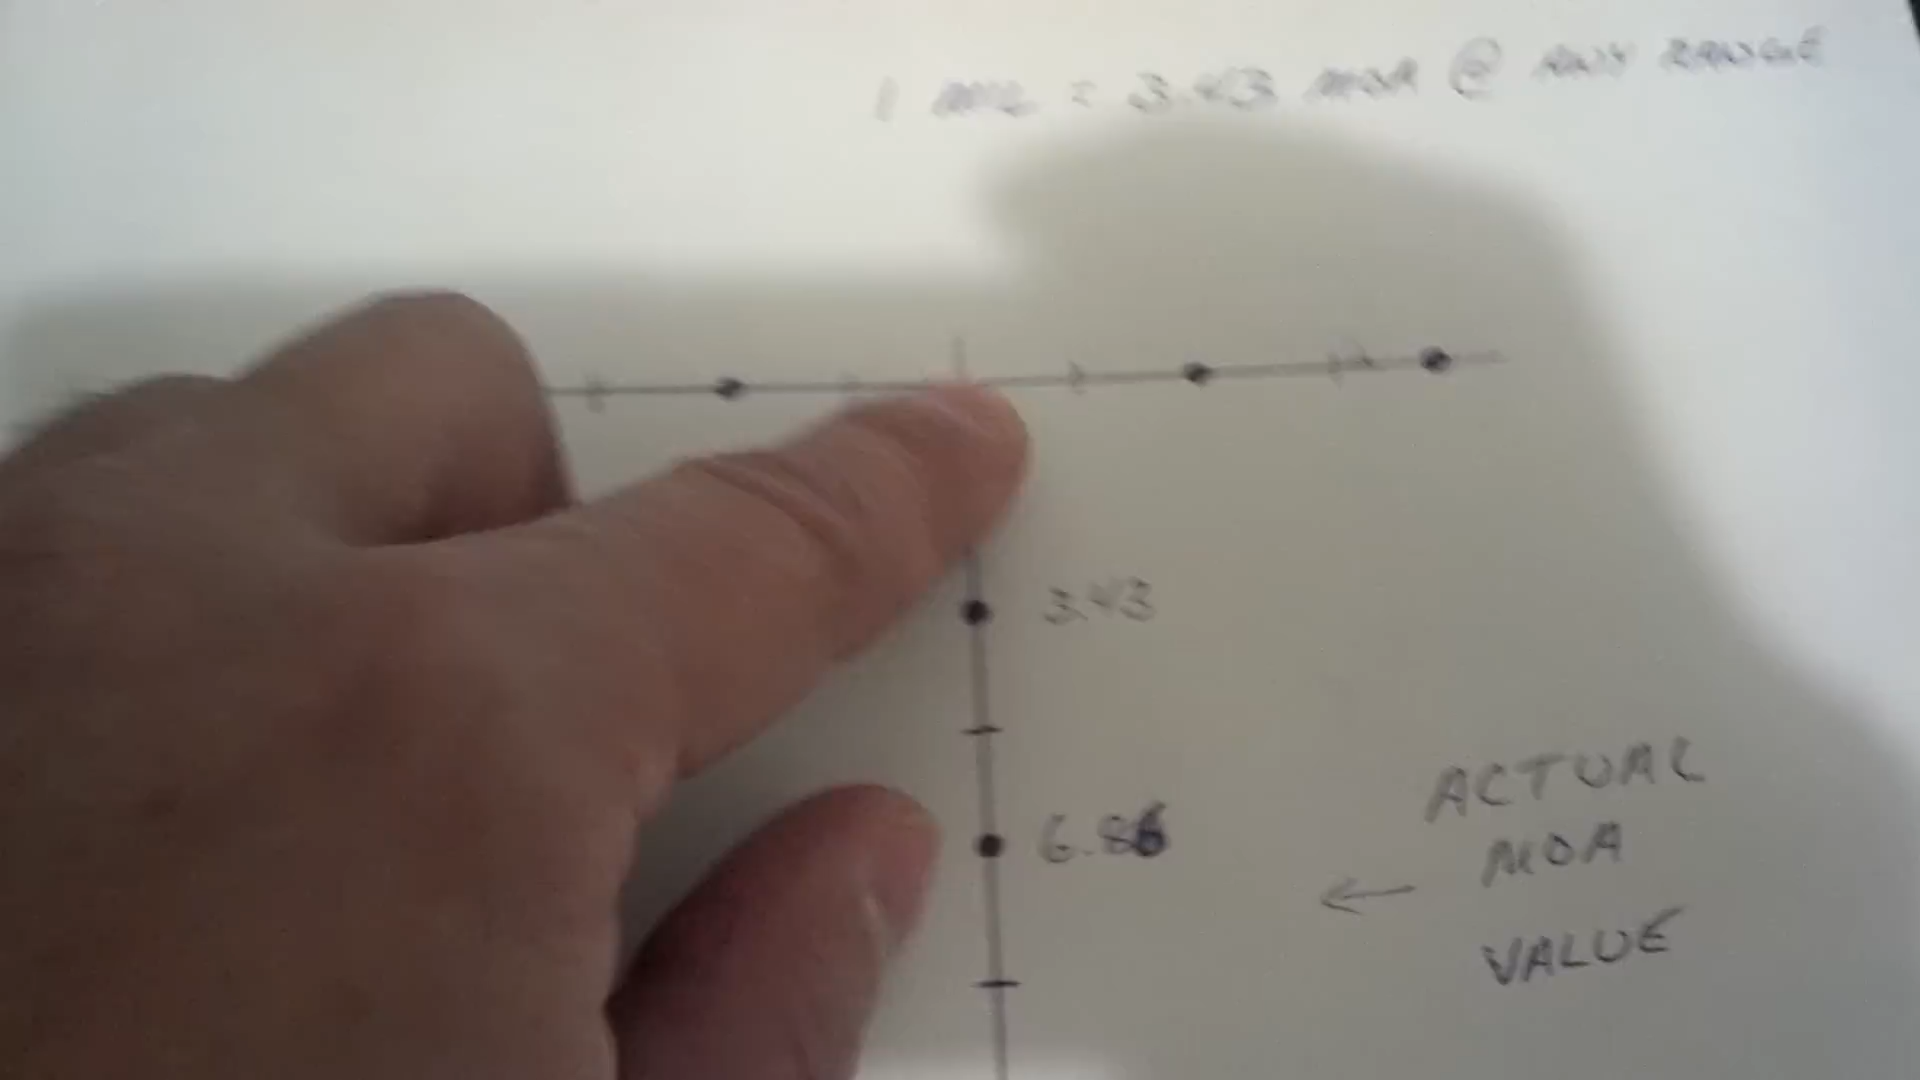 1 MIL = 3.43 MOA @ ANY RANGE
3.43
6.86
ACTUAL
MOA
VALUE